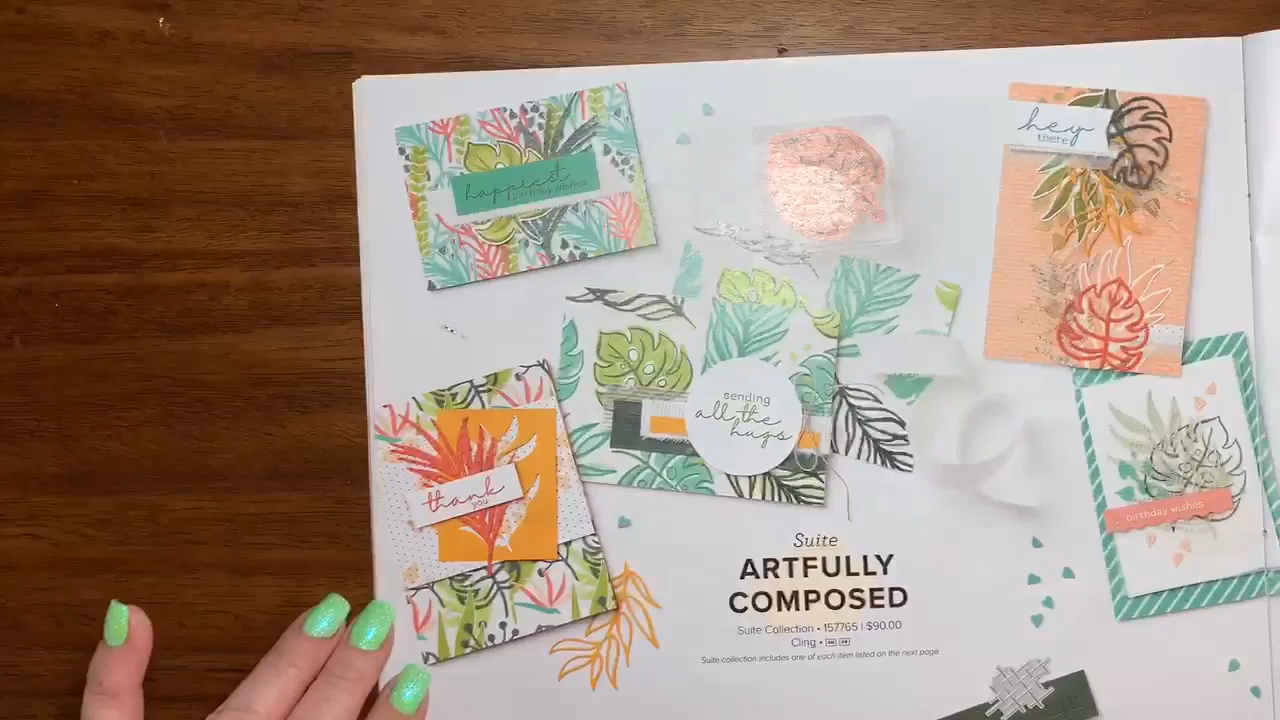 happiest
birthday wishes
hey
there
sending
all the
hugs
thank
you
birthday wishes
Suite
ARTFULLY
COMPOSED
Suite Collection • 157765 | $90.00
Cling •
Suite collection includes one of each item listed on the next page